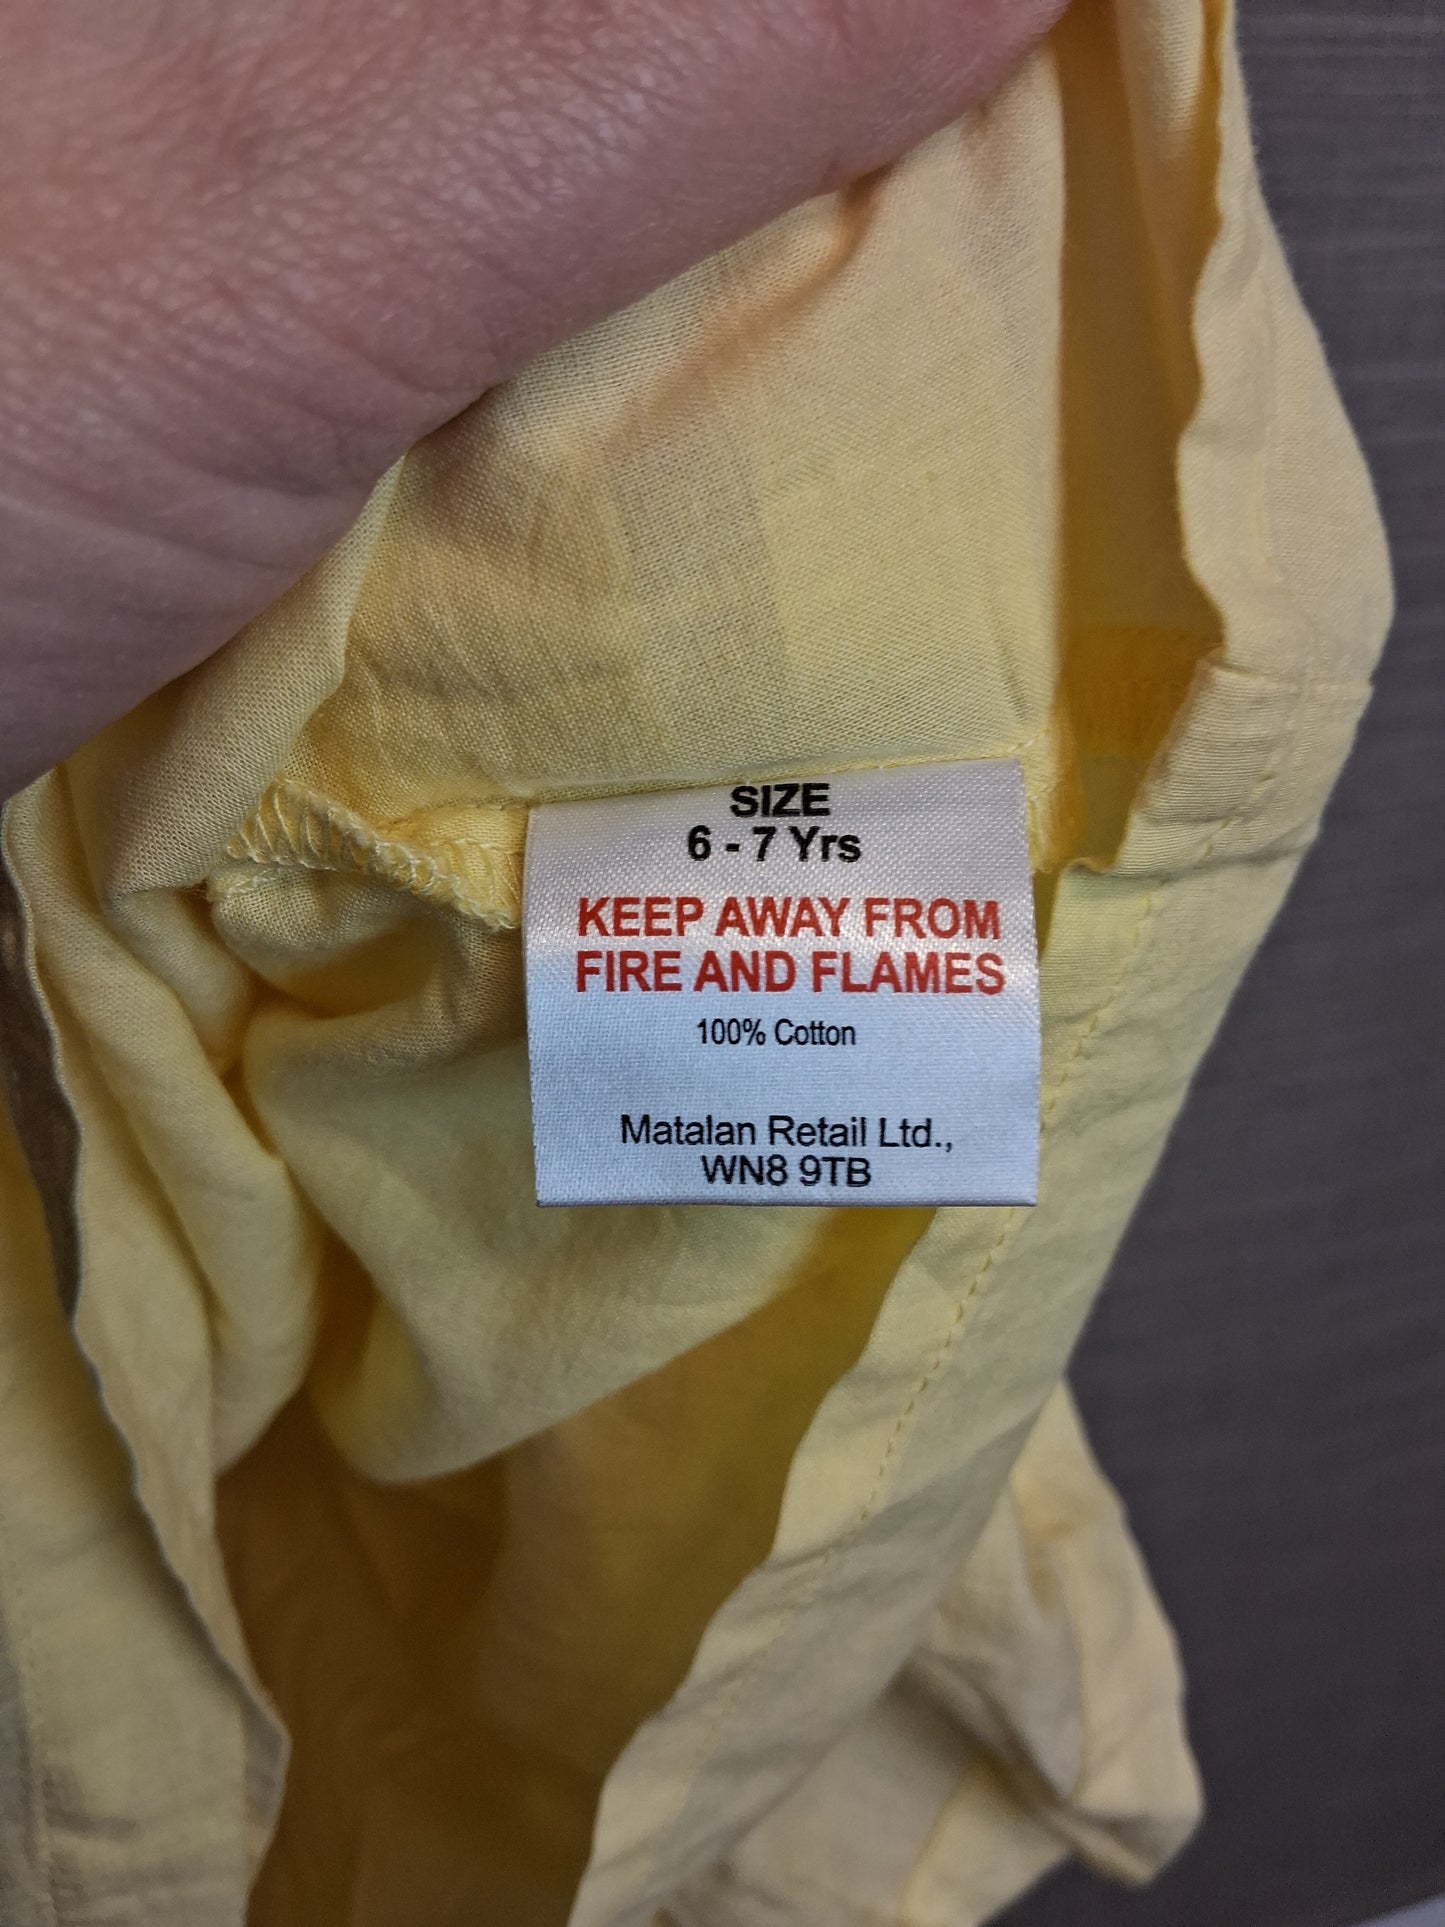 SIZE
6 - 7 Yrs
KEEP AWAY FROM
FIRE AND FLAMES
100% Cotton
Matalan Retail Ltd.,
WN8 9TB